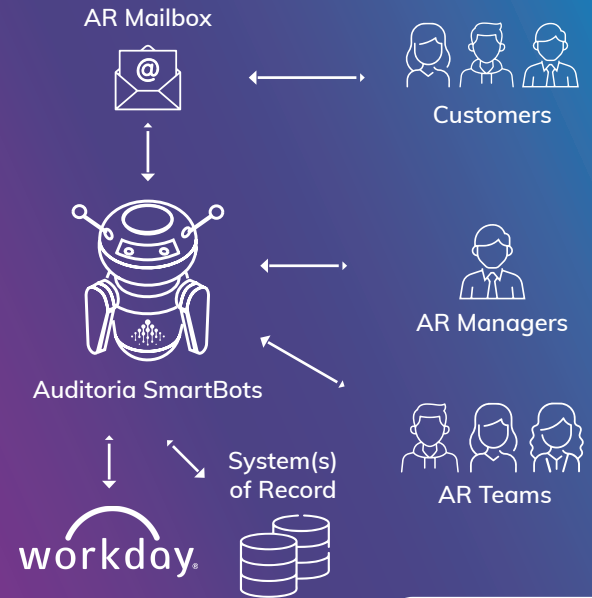 AR Mailbox
@
Customers
AR Managers
Auditoria SmartBots
AR Teams
System(s)
of Record
workday.